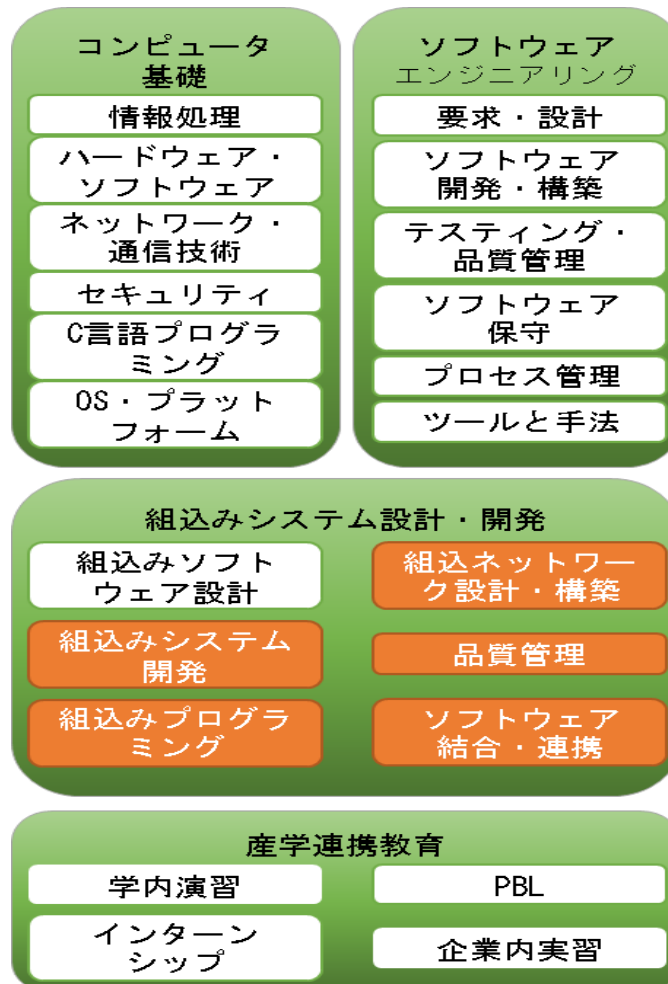 コンピュータ
基礎
情報処理
ハードウェア・
ソフトウェア
ネットワーク・
通信技術
セキュリティ
C言語プログラ
ミング
OS・プラット
フォーム
ソフトウェア
エンジニアリング
要求・設計
ソフトウェア
開発・構築
テスティング・
品質管理
ソフトウェア
保守
プロセス管理
ツールと手法
組込みシステム設計・開発
組込みソフト
ウェア設計
組込ネットワー
ク設計・構築
組込みシステム
開発
品質管理
組込みプログラ
ミング
ソフトウェア
結合・連携
産学連携教育
学内演習
PBL
インターン
シップ
企業内実習